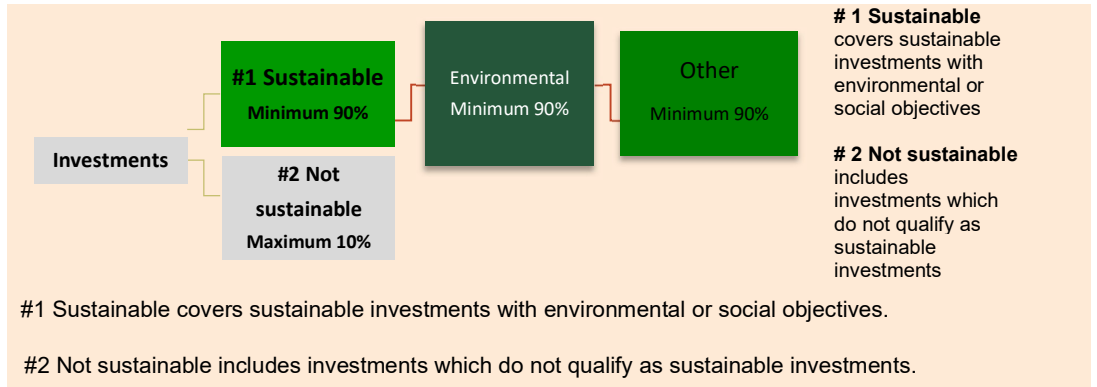 Investments
#1 Sustainable
Minimum 90%
#2 Not
sustainable
Maximum 10%
Environmental
Minimum 90%
Other
Minimum 90%
# 1 Sustainable
covers sustainable
investments with
environmental or
social objectives
# 2 Not sustainable
includes
investments which
do not qualify as
sustainable
investments
#1 Sustainable covers sustainable investments with environmental or social objectives.
#2 Not sustainable includes investments which do not qualify as sustainable investments.